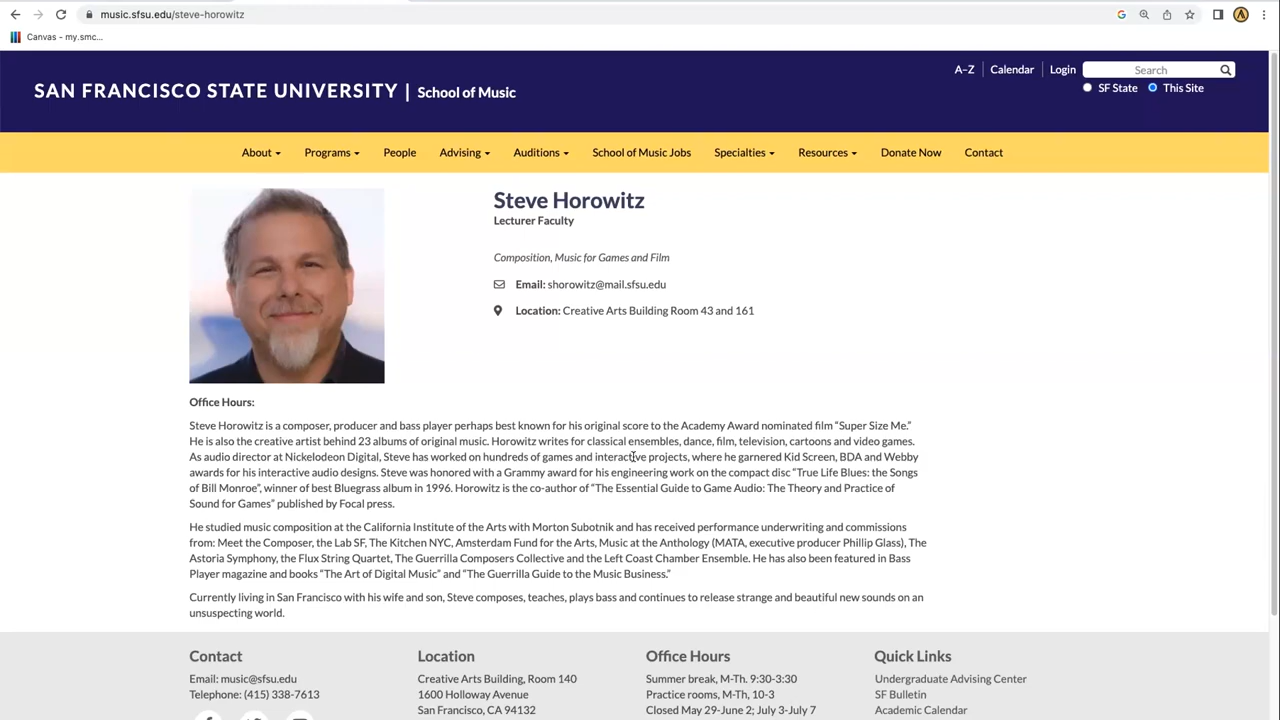 music.sfsu.edu/steve-horowitz
Canvas - my.smc...
A-Z
Calendar
Login
Search
SAN FRANCISCO STATE UNIVERSITY | School of Music
SF State
This Site
About
Programs
People
Advising
Auditions
School of Music Jobs
Specialties
Resources
Donate Now
Contact
Steve Horowitz
Lecturer Faculty
Composition, Music for Games and Film
Email: shorowitz@mail.sfsu.edu
Location: Creative Arts Building Room 43 and 161
Office Hours:
Steve Horowitz is a composer, producer and bass player perhaps best known for his original score to the Academy Award nominated film “Super Size Me.”
He is also the creative artist behind 23 albums of original music. Horowitz writes for classical ensembles, dance, film, television, cartoons and video games.
As audio director at Nickelodeon Digital, Steve has worked on hundreds of games and interactive projects, where he garnered Kid Screen, BDA and Webby
awards for his interactive audio designs. Steve was honored with a Grammy award for his engineering work on the compact disc “True Life Blues: the Songs
of Bill Monroe”, winner of best Bluegrass album in 1996. Horowitz is the co-author of “The Essential Guide to Game Audio: The Theory and Practice of
Sound for Games” published by Focal press.
He studied music composition at the California Institute of the Arts with Morton Subotnik and has received performance underwriting and commissions
from: Meet the Composer, the Lab SF, The Kitchen NYC, Amsterdam Fund for the Arts, Music at the Anthology (MATA, executive producer Phillip Glass), The
Astoria Symphony, the Flux String Quartet, The Guerrilla Composers Collective and the Left Coast Chamber Ensemble. He has also been featured in Bass
Player magazine and books “The Art of Digital Music” and “The Guerrilla Guide to the Music Business.”
Currently living in San Francisco with his wife and son, Steve composes, teaches, plays bass and continues to release strange and beautiful new sounds on an
unsuspecting world.
Contact
Email: music@sfsu.edu
Telephone: (415) 338-7613
Location
Creative Arts Building, Room 140
1600 Holloway Avenue
San Francisco, CA 94132
Office Hours
Summer break, M-Th. 9:30-3:30
Practice rooms, M-Th, 10-3
Closed May 29-June 2; July 3-July 7
Quick Links
Undergraduate Advising Center
SF Bulletin
Academic Calendar